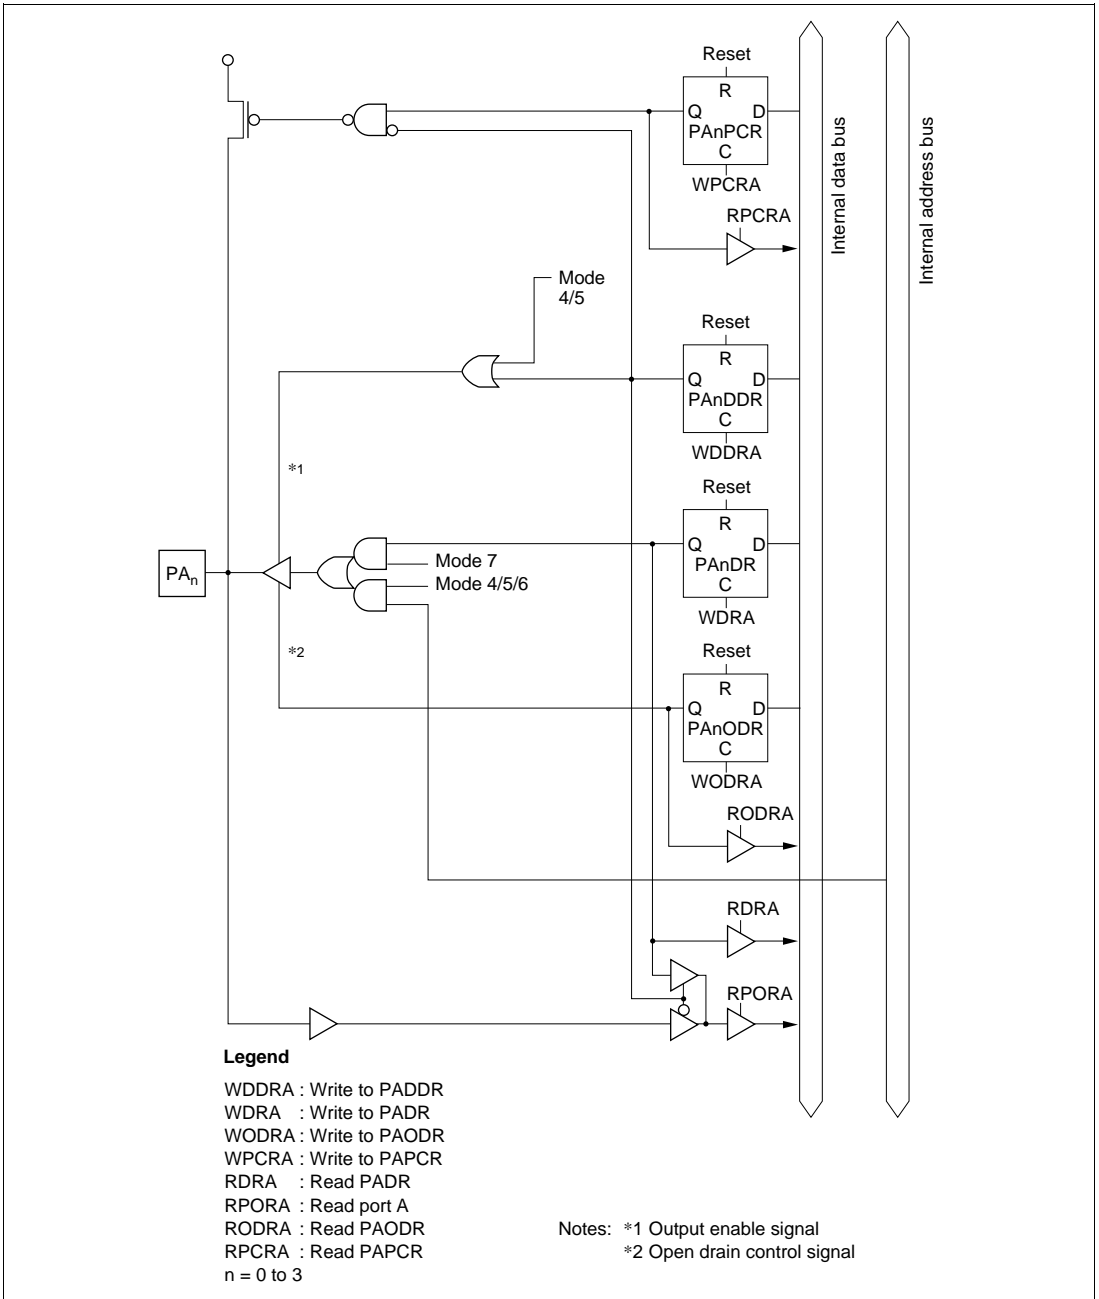 Reset
R
Q D
PAnPCR
C
WPCRA
RPCRA
Internal data bus
Internal address bus
Mode
4/5
Reset
R
Q D
PAnDDR
C
WDDRA
*1
Reset
R
Q D
PAnDR
C
WDRA
Mode 7
Mode 4/5/6
PAn
*2
Reset
R
Q D
PAnODR
C
WODRA
RODRA
RDRA
RPORA
Legend
WDDRA : Write to PADDR
WDRA : Write to PADR
WODRA : Write to PAODR
WPCRA : Write to PAPCR
RDRA : Read PADR
RPORA : Read port A
RODRA : Read PAODR
RPCRA : Read PAPCR
n = 0 to 3
Notes: *1 Output enable signal
*2 Open drain control signal